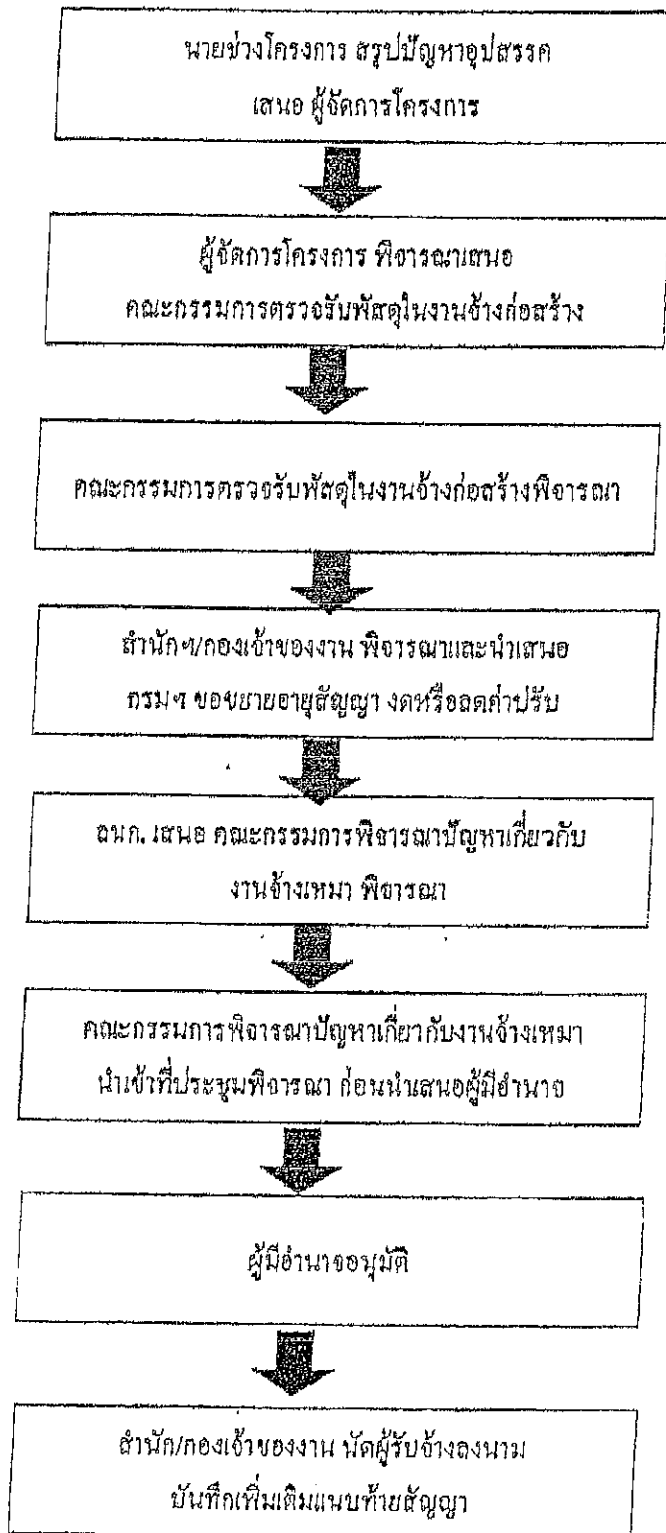 นายช่างโครงการ สรุปปัญหาอุปสรรค
เสนอ ผู้จัดการโครงการ
ผู้จัดการโครงการ พิจารณาเสนอ
คณะกรรมการตรวจรับพัสดุในงานจ้างก่อสร้าง
คณะกรรมการตรวจรับพัสดุในงานจ้างก่อสร้างพิจารณา
สำนักฯ/กองเจ้าของงาน พิจารณาและนำเสนอ
กรมฯ ขอขยายอายุสัญญา งดหรือลดค่าปรับ
ลนก. เสนอ คณะกรรมการพิจารณาปัญหาเกี่ยวกับ
งานจ้างเหมา พิจารณา
คณะกรรมการพิจารณาปัญหาเกี่ยวกับงานจ้างเหมา
นำเข้าที่ประชุมพิจารณา ก่อนนำเสนอผู้มีอำนาจ
ผู้มีอำนาจอนุมัติ
สำนัก/กองเจ้าของงาน นัดผู้รับจ้างลงนาม
บันทึกเพิ่มเติมแนบท้ายสัญญา